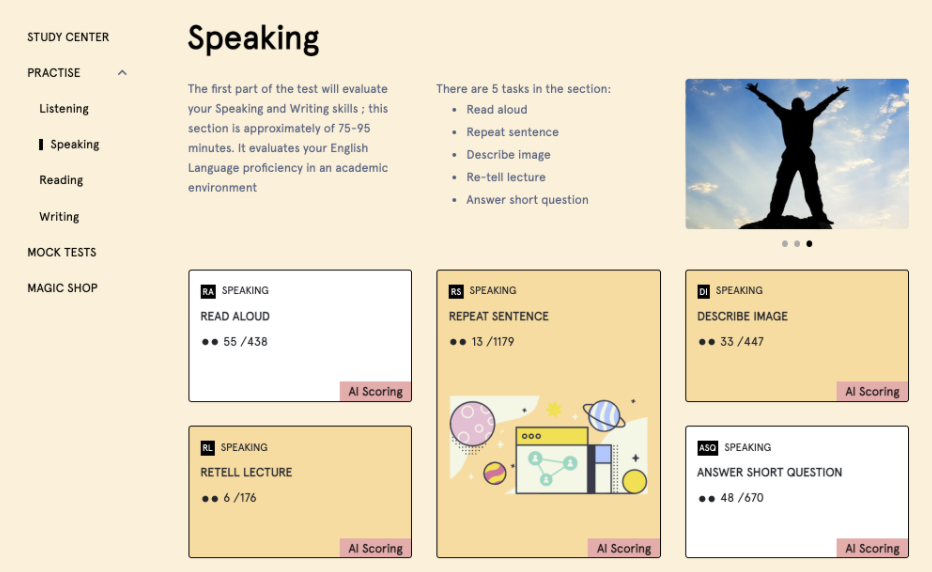 STUDY CENTER
PRACTISE
Listening
Speaking
Reading
Writing
MOCK TESTS
MAGIC SHOP
Speaking
The first part of the test will evaluate
your Speaking and Writing skills ; this
section is approximately of 75-95
minutes. It evaluates your English
Language proficiency in an academic
environment
There are 5 tasks in the section:
• Read aloud
• Repeat sentence
• Describe image
• Re-tell lecture
• Answer short question
RA SPEAKING
READ ALOUD
55 /438
AI Scoring
RS SPEAKING
REPEAT SENTENCE
13 /1179
AI Scoring
DI SPEAKING
DESCRIBE IMAGE
33 /447
AI Scoring
RL SPEAKING
RETELL LECTURE
6 /176
AI Scoring
ASQ SPEAKING
ANSWER SHORT QUESTION
48 /670
AI Scoring